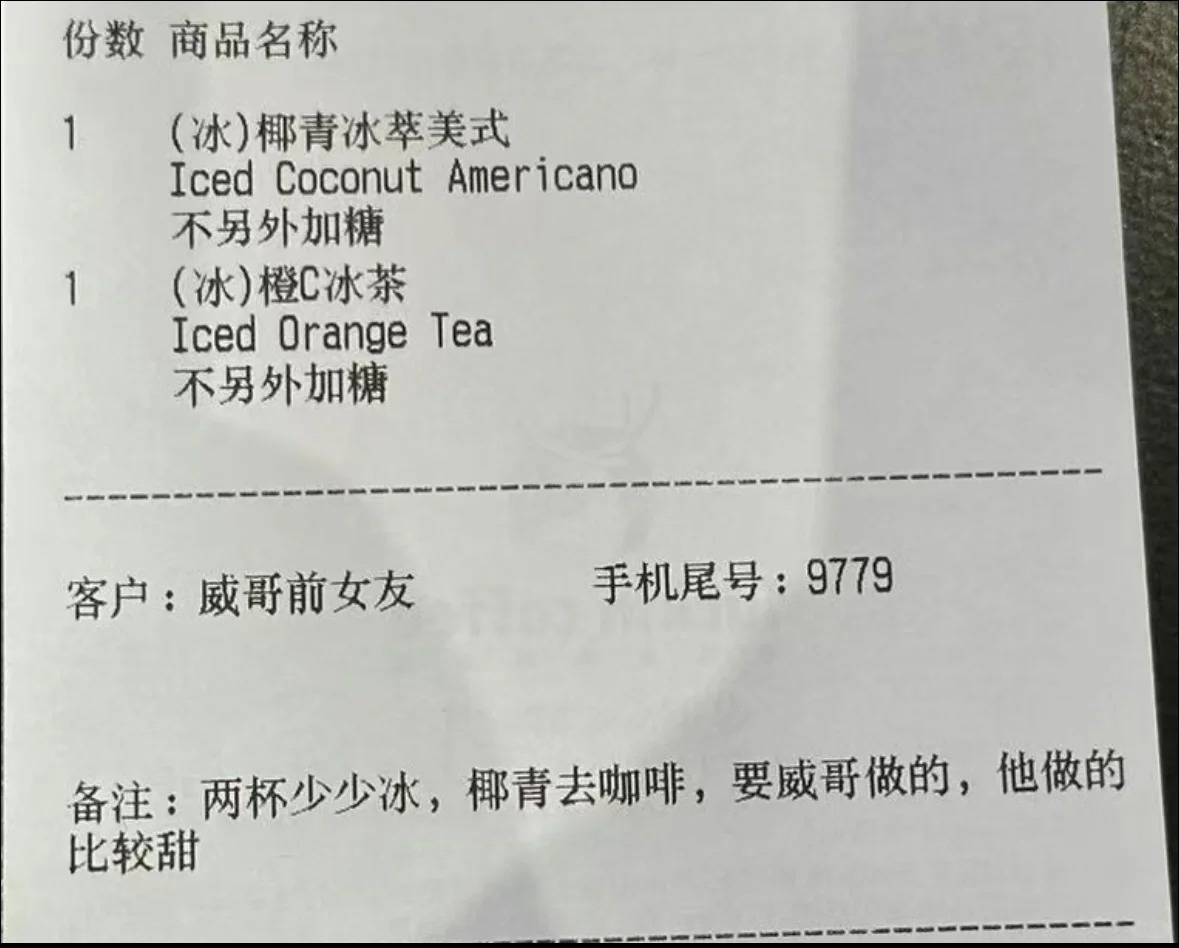 份数 商品名称
1 (冰)椰青冰萃美式
Iced Coconut Americano
不另外加糖
1 (冰)橙C冰茶
Iced Orange Tea
不另外加糖
客户：威哥前女友 手机尾号：9779
备注：两杯少少冰，椰青去咖啡，要威哥做的，他做的
比较甜